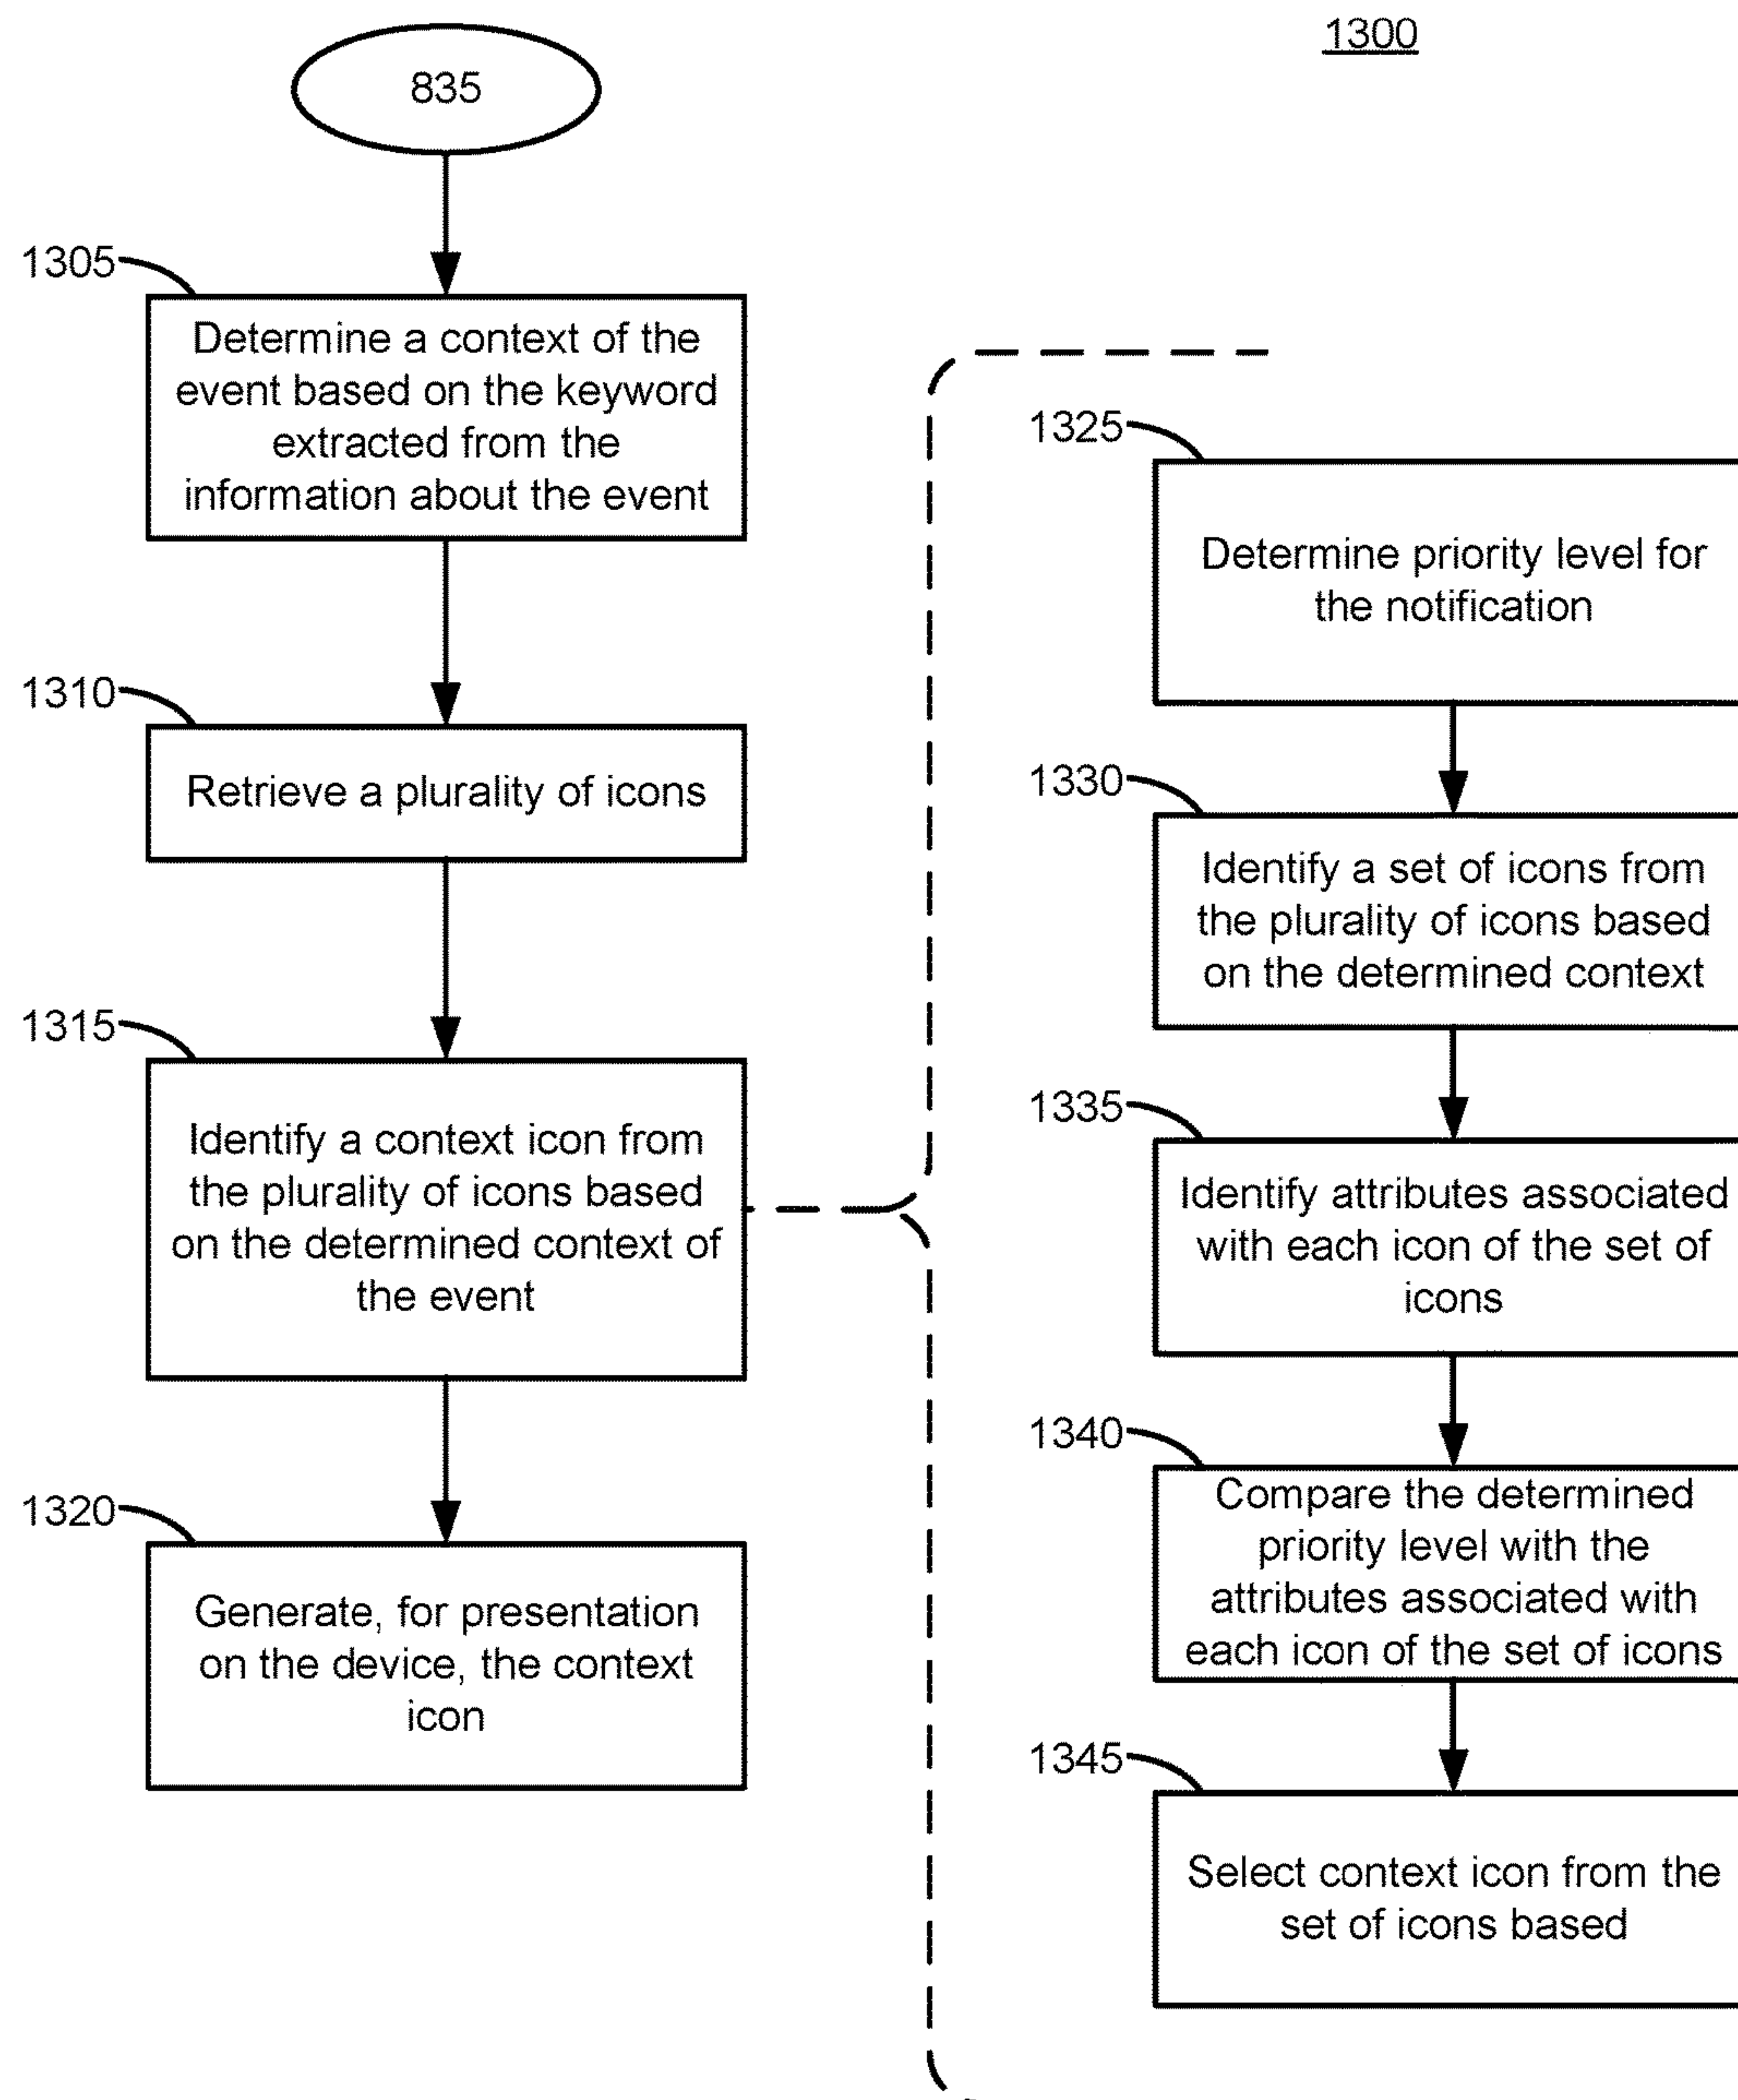 1300
835
1305
Determine a context of the
event based on the keyword
extracted from the
information about the event
1310
Retrieve a plurality of icons
1315
Identify a context icon from
the plurality of icons based
on the determined context of
the event
1320
Generate, for presentation
on the device, the context
icon
1325
Determine priority level for
the notification
1330
Identify a set of icons from
the plurality of icons based
on the determined context
1335
Identify attributes associated
with each icon of the set of
icons
1340
Compare the determined
priority level with the
attributes associated with
each icon of the set of icons
1345
Select context icon from the
set of icons based